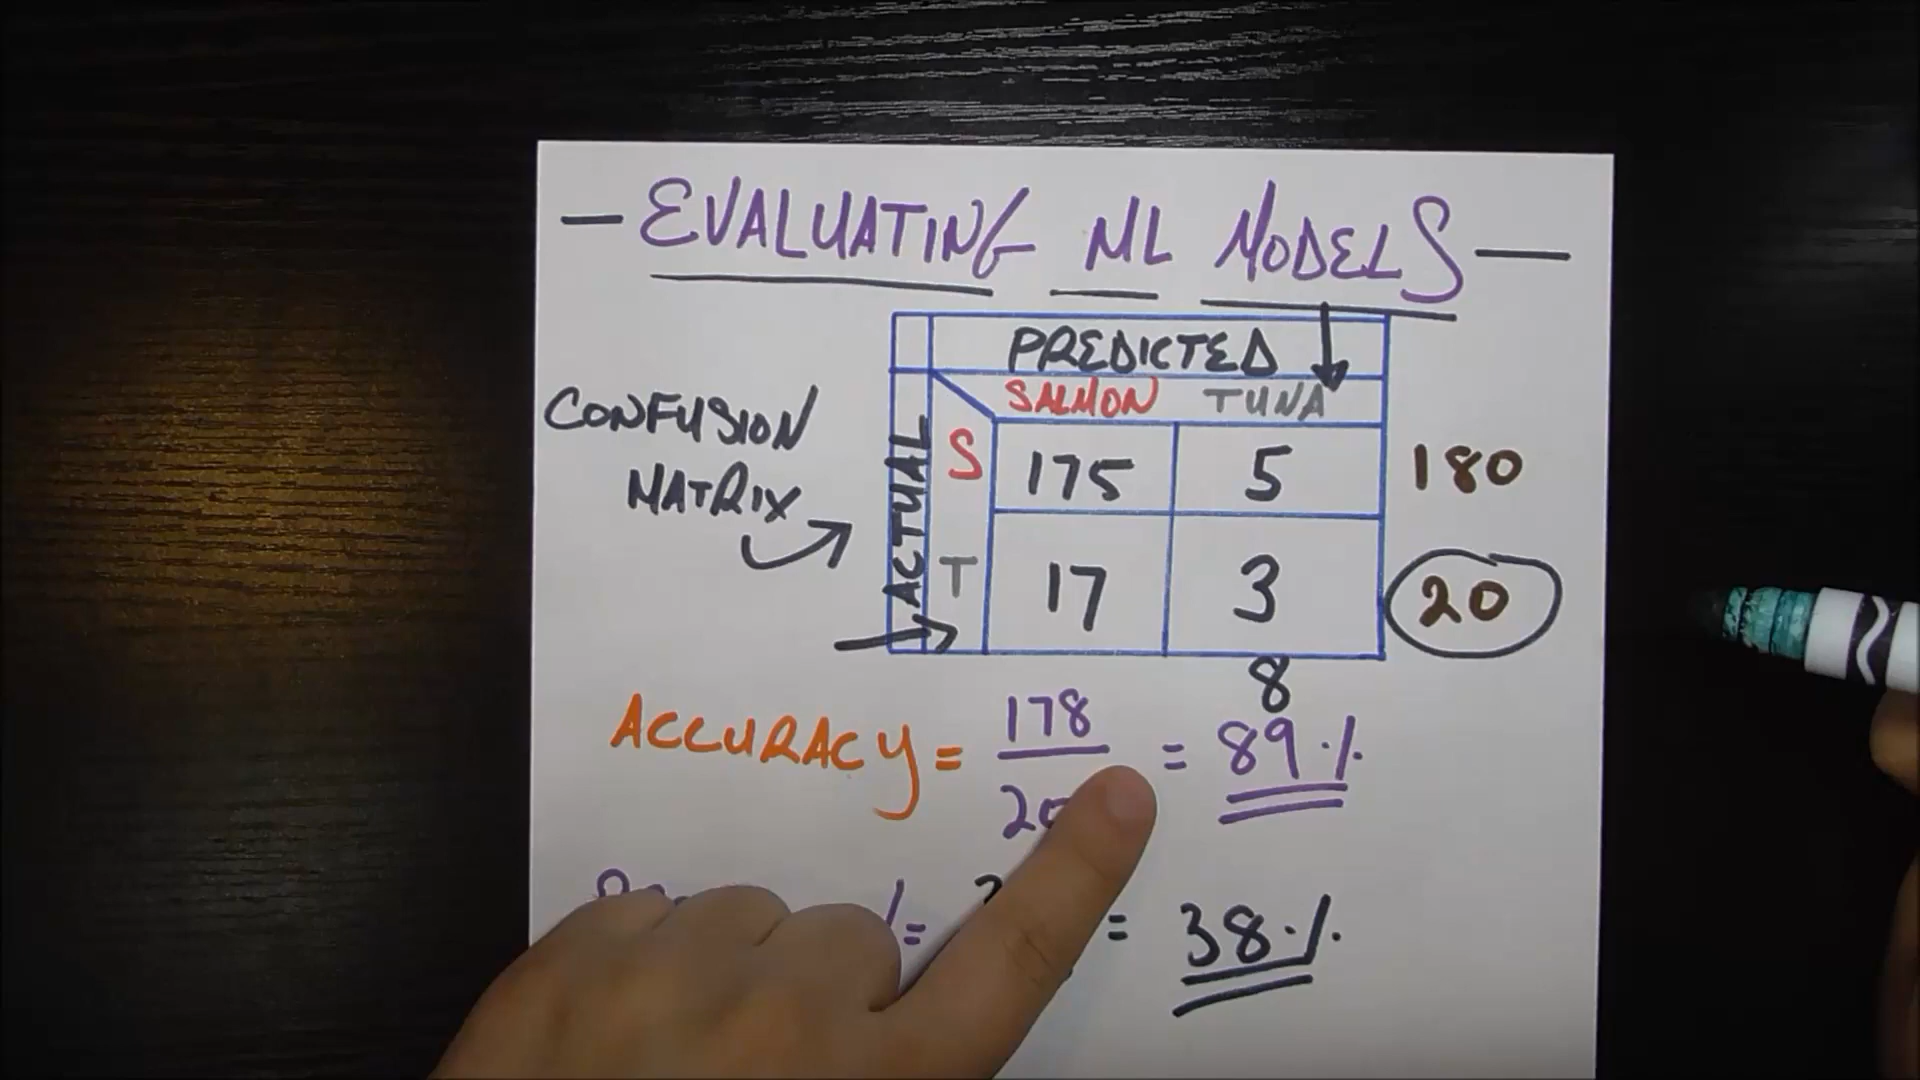 - EVALUATING ML MODELS -
PREDICTED
SALMON TUNA
CONFUSION
MATRIX
ACTUAL
S 175 5 180
T 17 3 20
8
ACCURACY = 178 = 89%
= 38%